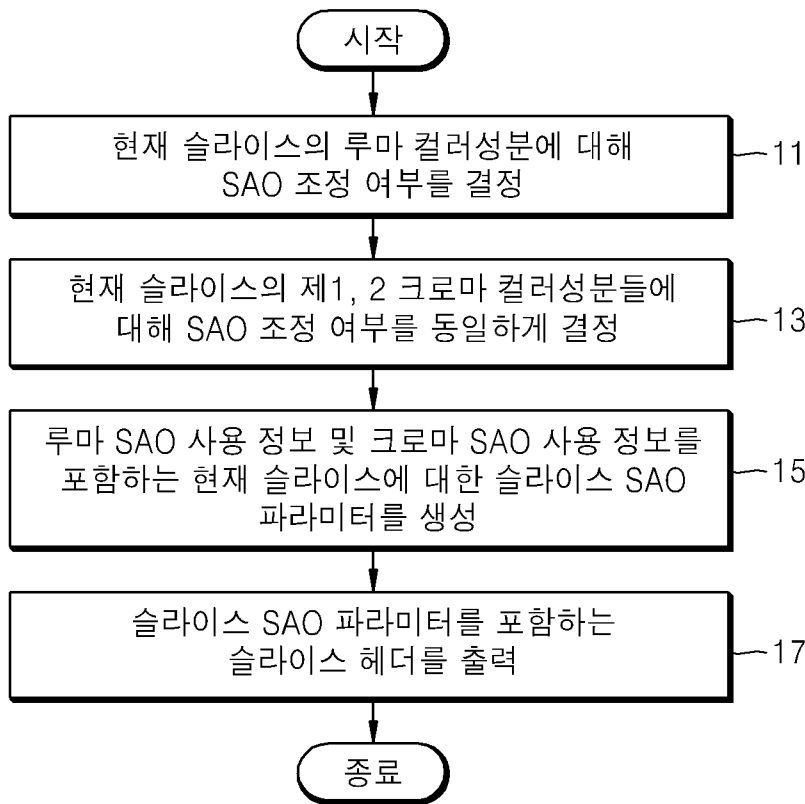 시작
현재 슬라이스의 루마 컬러성분에 대해
SAO 조정 여부를 결정
11
현재 슬라이스의 제1, 2 크로마 컬러성분들에
대해 SAO 조정 여부를 동일하게 결정
13
루마 SAO 사용 정보 및 크로마 SAO 사용 정보를
포함하는 현재 슬라이스에 대한 슬라이스 SAO
파라미터를 생성
15
슬라이스 SAO 파라미터를 포함하는
슬라이스 헤더를 출력
17
종료